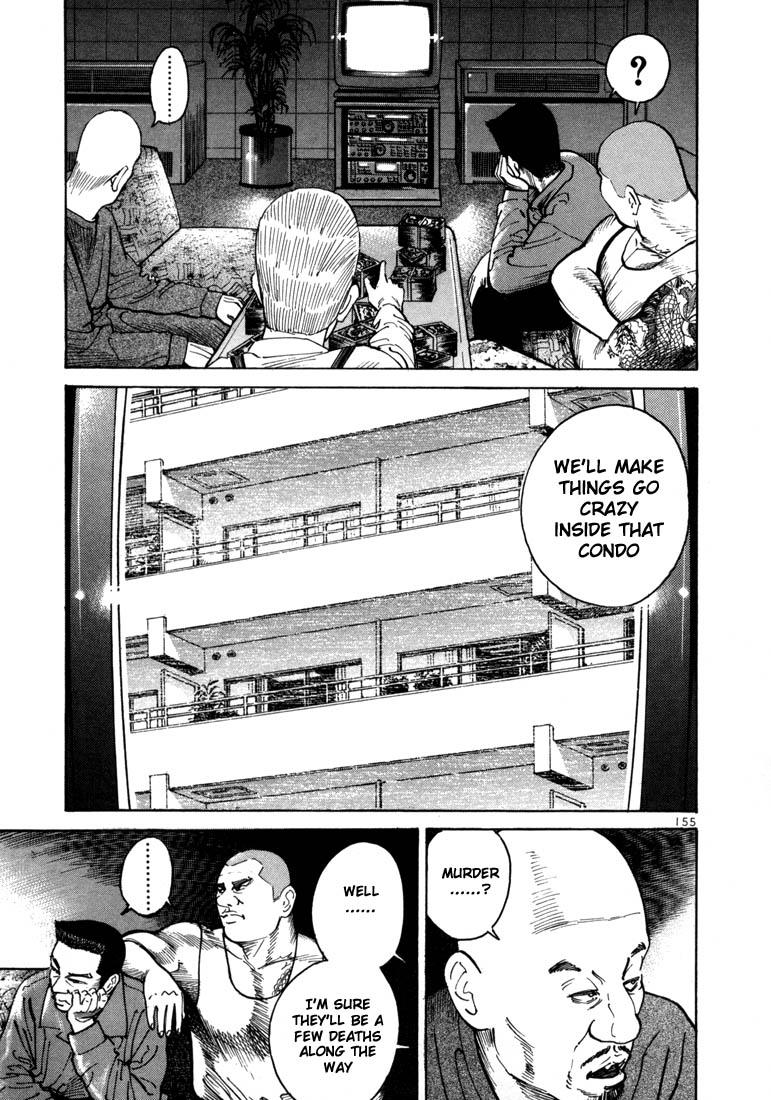 ?
.........
WE'LL MAKE
THINGS GO
CRAZY
INSIDE THAT
CONDO
155
MURDER
......?
WELL
......
I'M SURE
THEY'LL BE A
FEW DEATHS
ALONG THE
WAY
.........